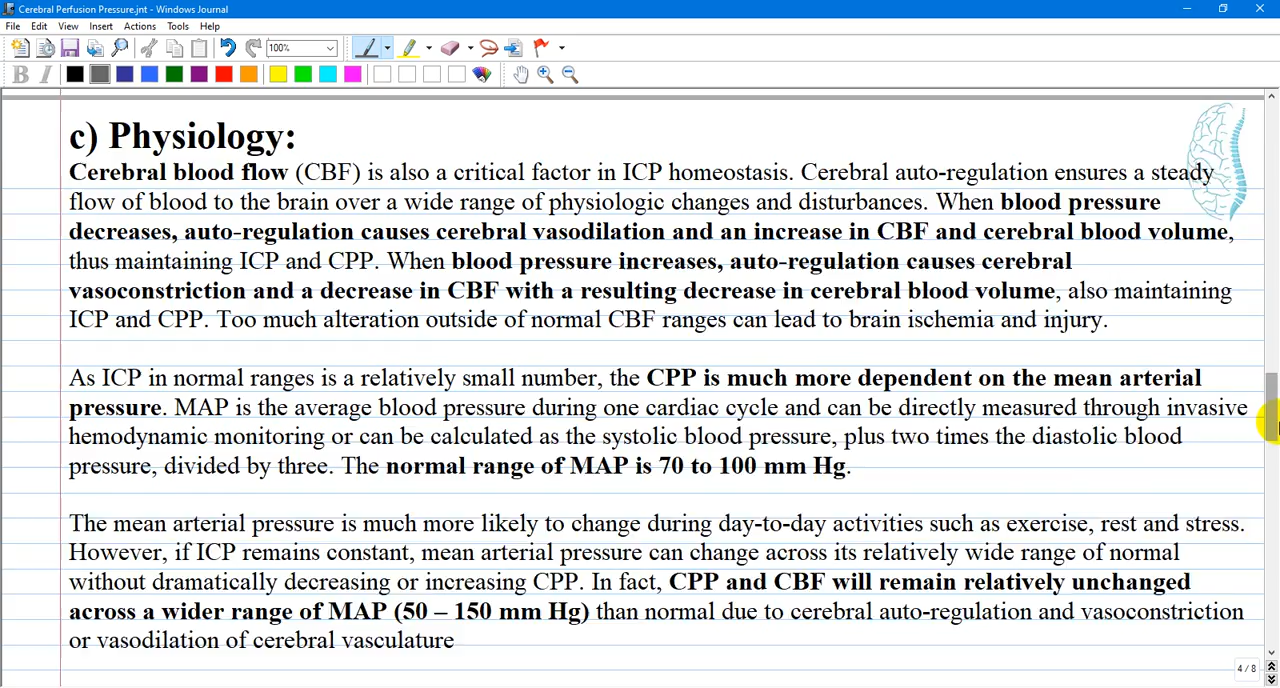 Cerebral Perfusion Pressure.jnt - Windows Journal
File Edit View Insert Actions Tools Help
100%
B I
c) Physiology:
Cerebral blood flow (CBF) is also a critical factor in ICP homeostasis. Cerebral auto-regulation ensures a steady
flow of blood to the brain over a wide range of physiologic changes and disturbances. When blood pressure
decreases, auto-regulation causes cerebral vasodilation and an increase in CBF and cerebral blood volume,
thus maintaining ICP and CPP. When blood pressure increases, auto-regulation causes cerebral
vasoconstriction and a decrease in CBF with a resulting decrease in cerebral blood volume, also maintaining
ICP and CPP. Too much alteration outside of normal CBF ranges can lead to brain ischemia and injury.
As ICP in normal ranges is a relatively small number, the CPP is much more dependent on the mean arterial
pressure. MAP is the average blood pressure during one cardiac cycle and can be directly measured through invasive
hemodynamic monitoring or can be calculated as the systolic blood pressure, plus two times the diastolic blood
pressure, divided by three. The normal range of MAP is 70 to 100 mm Hg.
The mean arterial pressure is much more likely to change during day-to-day activities such as exercise, rest and stress.
However, if ICP remains constant, mean arterial pressure can change across its relatively wide range of normal
without dramatically decreasing or increasing CPP. In fact, CPP and CBF will remain relatively unchanged
across a wider range of MAP (50 – 150 mm Hg) than normal due to cerebral auto-regulation and vasoconstriction
or vasodilation of cerebral vasculature
4 / 8